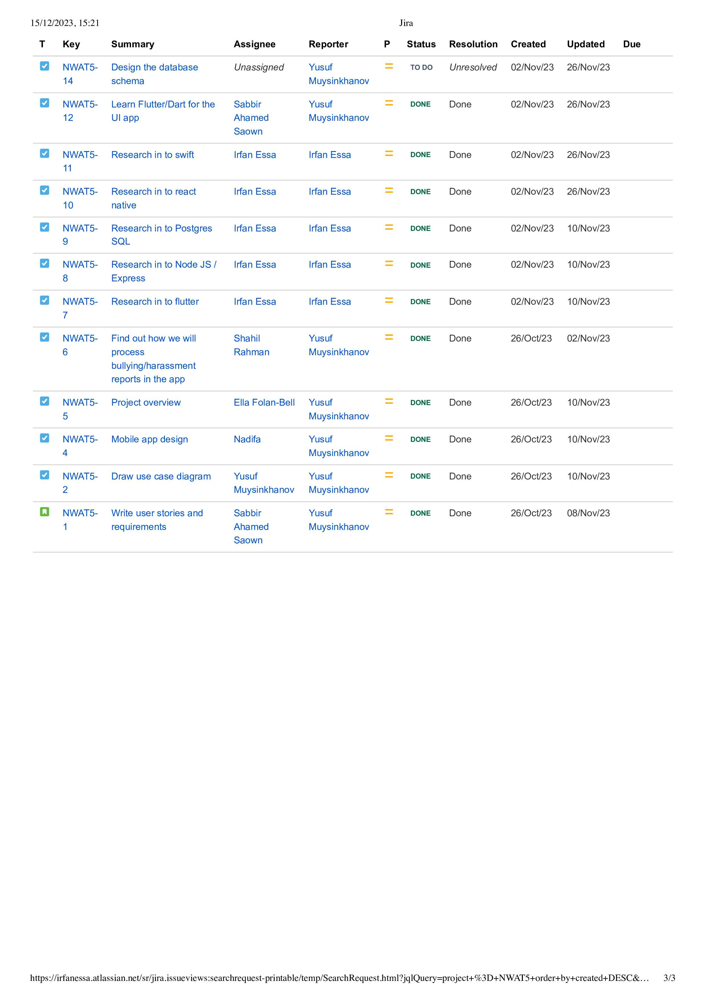 15/12/2023, 15:21 Jira
T Key Summary Assignee Reporter P Status Resolution Created Updated Due
NWAT5- Design the database Unassigned Yusuf TO DO Unresolved 02/Nov/23 26/Nov/23
14 schema Muysinkhanov
NWAT5- Learn Flutter/Dart for the Sabbir Yusuf DONE Done 02/Nov/23 26/Nov/23
12 UI app Ahamed Muysinkhanov
Saown
NWAT5- Research in to swift Irfan Essa Irfan Essa DONE Done 02/Nov/23 26/Nov/23
11
NWAT5- Research in to react Irfan Essa Irfan Essa DONE Done 02/Nov/23 26/Nov/23
10 native
NWAT5- Research in to Postgres Irfan Essa Irfan Essa DONE Done 02/Nov/23 10/Nov/23
9 SQL
NWAT5- Research in to Node JS / Irfan Essa Irfan Essa DONE Done 02/Nov/23 10/Nov/23
8 Express
NWAT5- Research in to flutter Irfan Essa Irfan Essa DONE Done 02/Nov/23 10/Nov/23
7
NWAT5- Find out how we will Shahil Yusuf DONE Done 26/Oct/23 02/Nov/23
6 process Rahman Muysinkhanov
bullying/harassment
reports in the app
NWAT5- Project overview Ella Folan-Bell Yusuf DONE Done 26/Oct/23 10/Nov/23
5 Muysinkhanov
NWAT5- Mobile app design Nadifa Yusuf DONE Done 26/Oct/23 10/Nov/23
4 Muysinkhanov
NWAT5- Draw use case diagram Yusuf Yusuf DONE Done 26/Oct/23 10/Nov/23
2 Muysinkhanov Muysinkhanov
NWAT5- Write user stories and Sabbir Yusuf DONE Done 26/Oct/23 08/Nov/23
1 requirements Ahamed Muysinkhanov
Saown
https://irfanessa.atlassian.net/sr/jira.issueviews:searchrequest-printable/temp/SearchRequest.html?jqlQuery=project+%3D+NWAT5+order+by+created+DESC&… 3/3